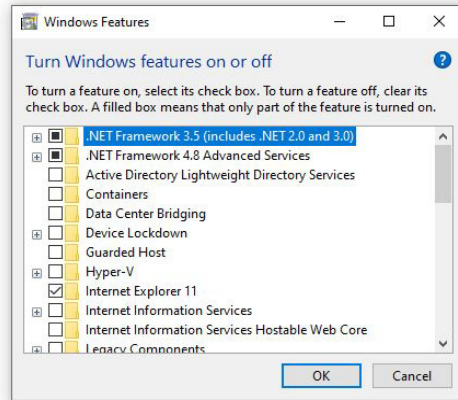 Windows Features
Turn Windows features on or off
To turn a feature on, select its check box. To turn a feature off, clear its
check box. A filled box means that only part of the feature is turned on.
.NET Framework 3.5 (includes .NET 2.0 and 3.0)
.NET Framework 4.8 Advanced Services
Active Directory Lightweight Directory Services
Containers
Data Center Bridging
Device Lockdown
Guarded Host
Hyper-V
Internet Explorer 11
Internet Information Services
Internet Information Services Hostable Web Core
Legacy Components
OK Cancel